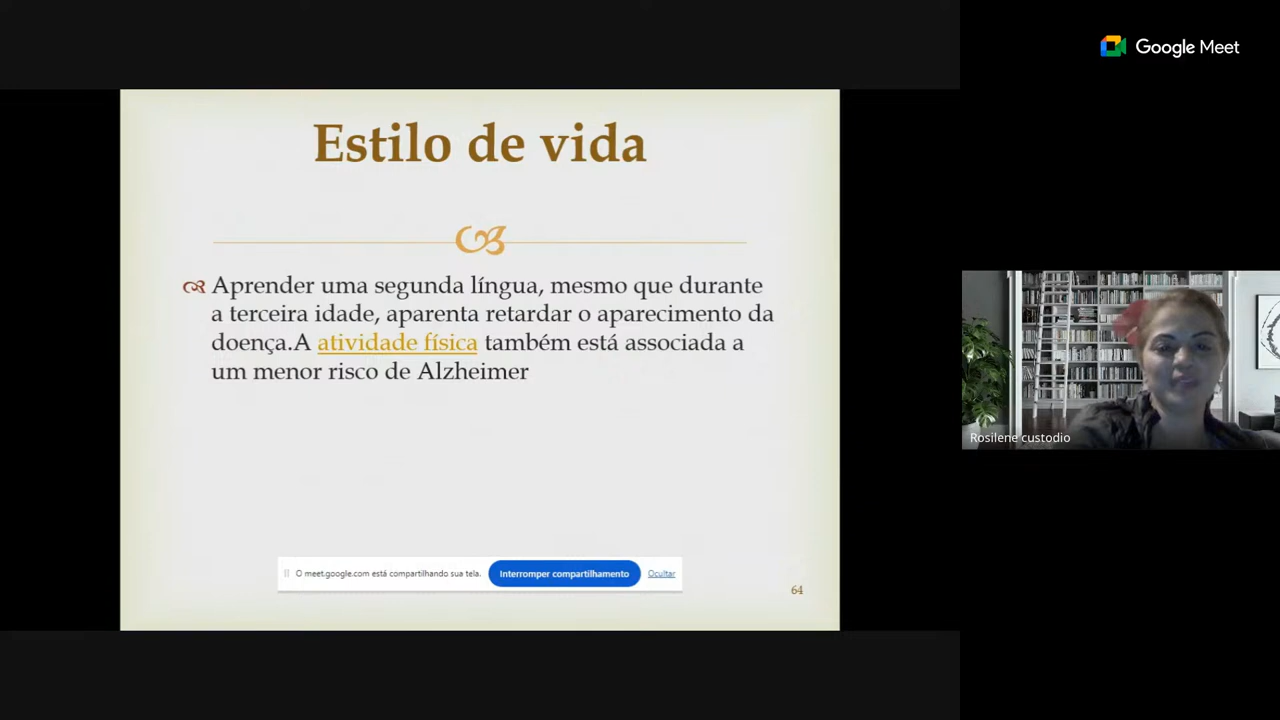 Google Meet
Estilo de vida
Aprender uma segunda língua, mesmo que durante
a terceira idade, aparenta retardar o aparecimento da
doença.A atividade física também está associada a
um menor risco de Alzheimer
Rosilene custodio
O meet.google.com está compartilhando sua tela. Interromper compartilhamento Ocultar
64